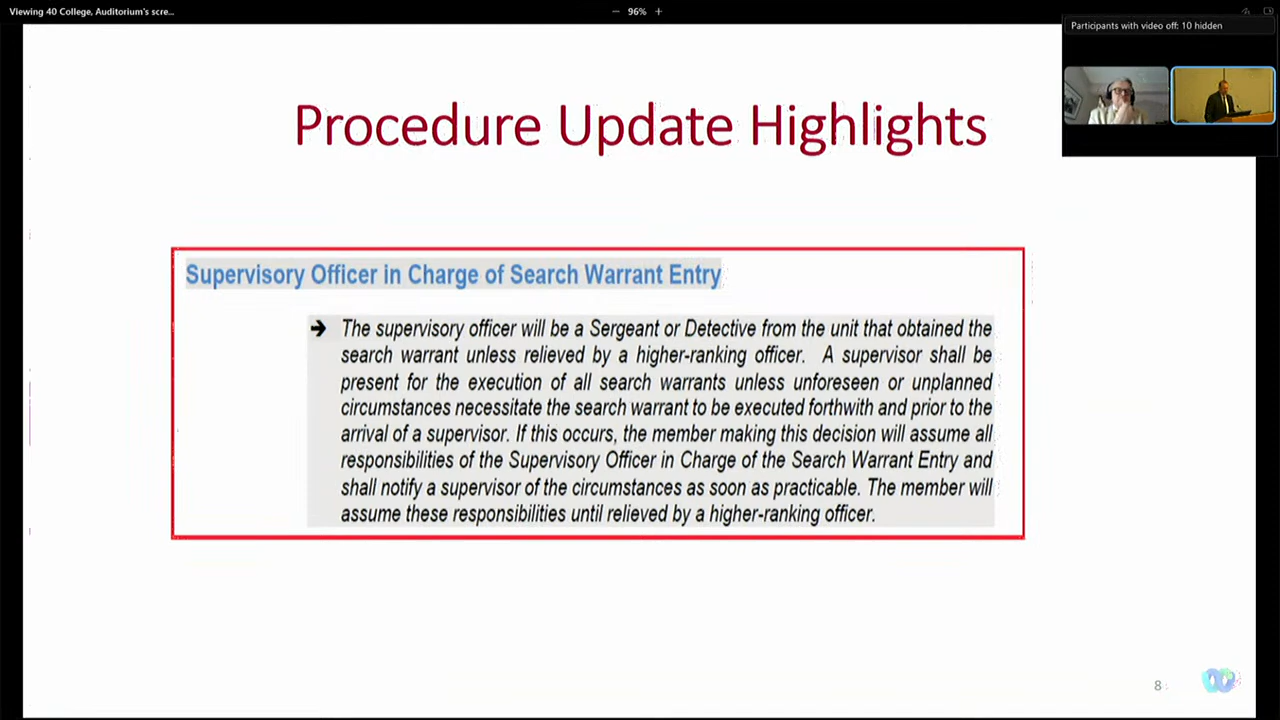 Viewing 40 College, Auditorium's scre...
96%
Participants with video off: 10 hidden
Procedure Update Highlights
Supervisory Officer in Charge of Search Warrant Entry
→ The supervisory officer will be a Sergeant or Detective from the unit that obtained the
search warrant unless relieved by a higher-ranking officer. A supervisor shall be
present for the execution of all search warrants unless unforeseen or unplanned
circumstances necessitate the search warrant to be executed forthwith and prior to the
arrival of a supervisor. If this occurs, the member making this decision will assume all
responsibilities of the Supervisory Officer in Charge of the Search Warrant Entry and
shall notify a supervisor of the circumstances as soon as practicable. The member will
assume these responsibilities until relieved by a higher-ranking officer.
8